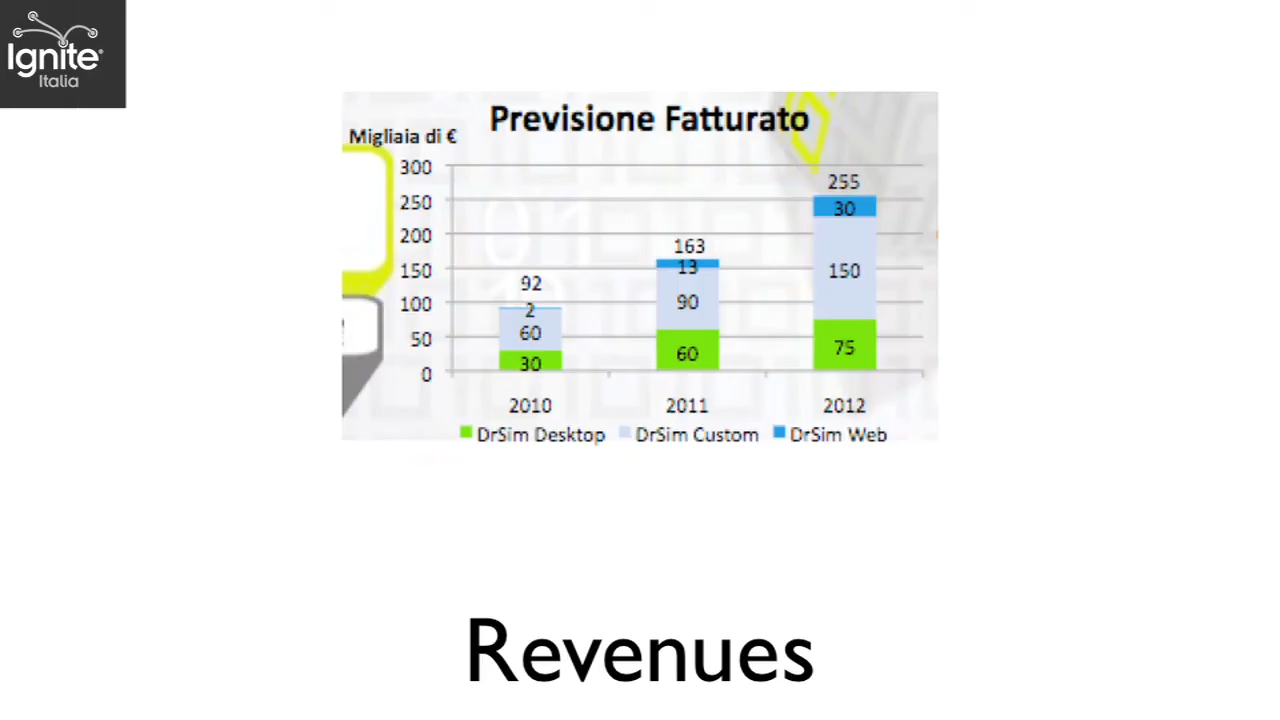 Ignite®
Italia
Previsione Fatturato
Migliaia di €
300
250
200
150
100
50
0
92
2
60
30
163
13
90
60
255
30
150
75
2010 2011 2012
DrSim Desktop DrSim Custom DrSim Web
Revenues